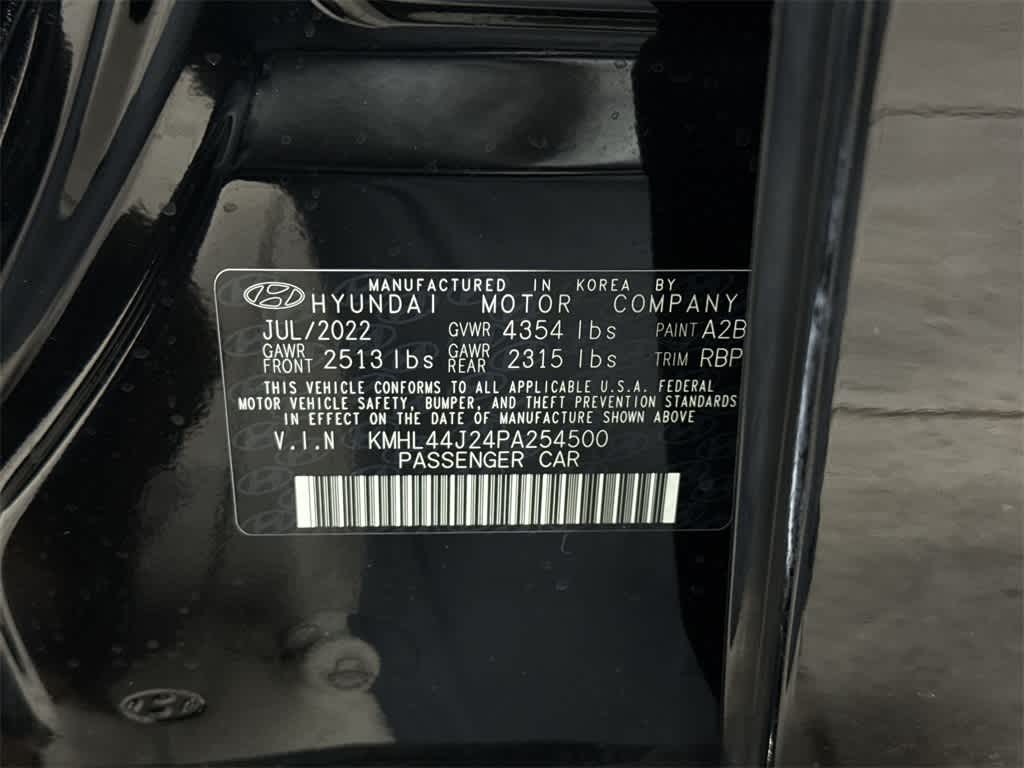 MANUFACTURED IN KOREA BY
HYUNDAI MOTOR COMPANY
JUL/2022 GVWR 4354 lbs PAINT A2B
GAWR FRONT 2513 lbs GAWR REAR 2315 lbs TRIM RBP
THIS VEHICLE CONFORMS TO ALL APPLICABLE U.S.A. FEDERAL
MOTOR VEHICLE SAFETY, BUMPER, AND THEFT PREVENTION STANDARDS
IN EFFECT ON THE DATE OF MANUFACTURE SHOWN ABOVE
V.I.N KMHL44J24PA254500
PASSENGER CAR